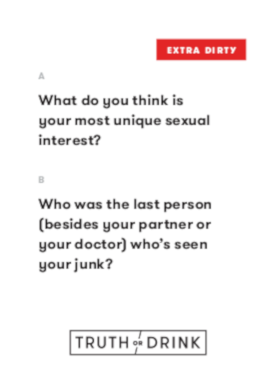 EXTRA DIRTY
A
What do you think is
your most unique sexual
interest?
B
Who was the last person
(besides your partner or
your doctor) who's seen
your junk?
TRUTH OR DRINK